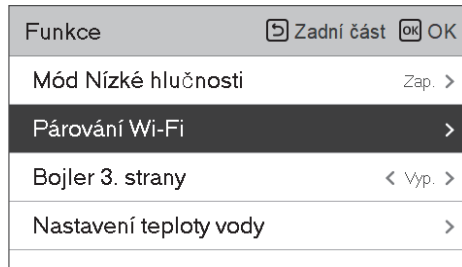 Funkce Zadní část OK OK
Mód Nízké hlučnosti Zap.
Párování Wi-Fi
Bojler 3. strany Vyp.
Nastavení teploty vody